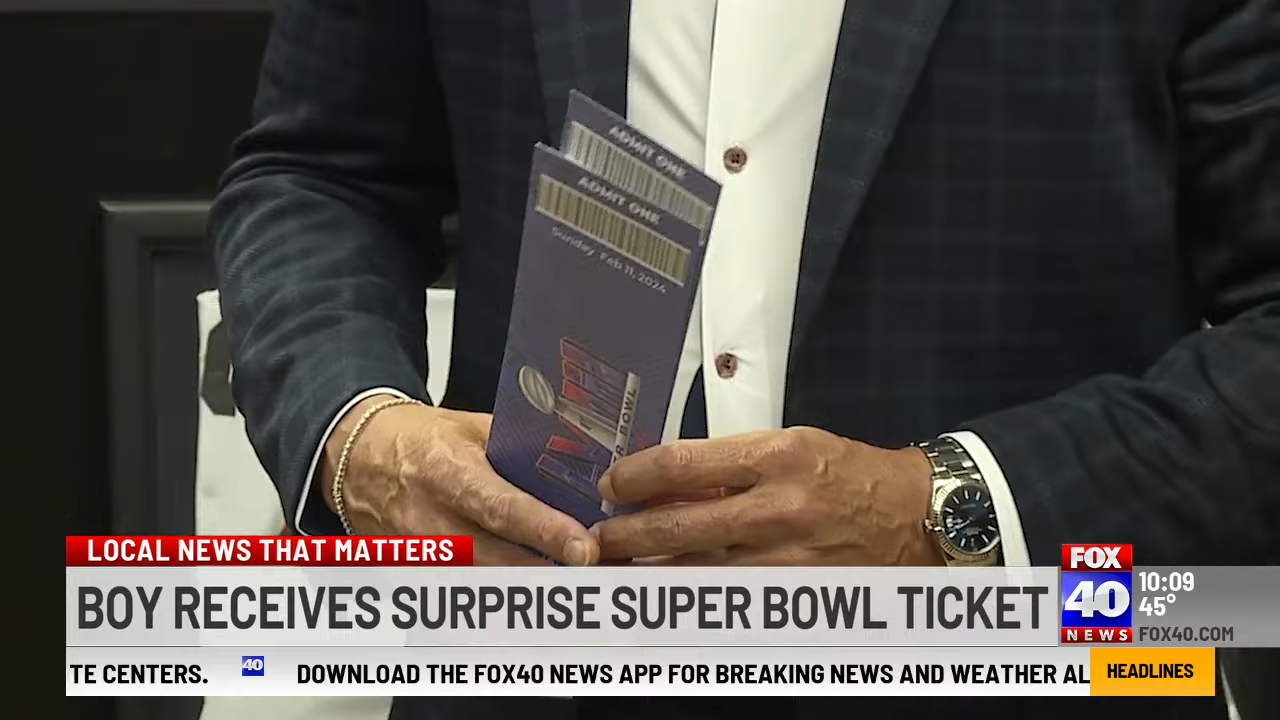 ADMIT ONE
ADMIT ONE
Sunday Feb 11, 2024
LVIII
BOWL
LOCAL NEWS THAT MATTERS
BOY RECEIVES SURPRISE SUPER BOWL TICKET
FOX
40
NEWS
10:09
45°
FOX40.COM
TE CENTERS. 40 DOWNLOAD THE FOX40 NEWS APP FOR BREAKING NEWS AND WEATHER AL
HEADLINES